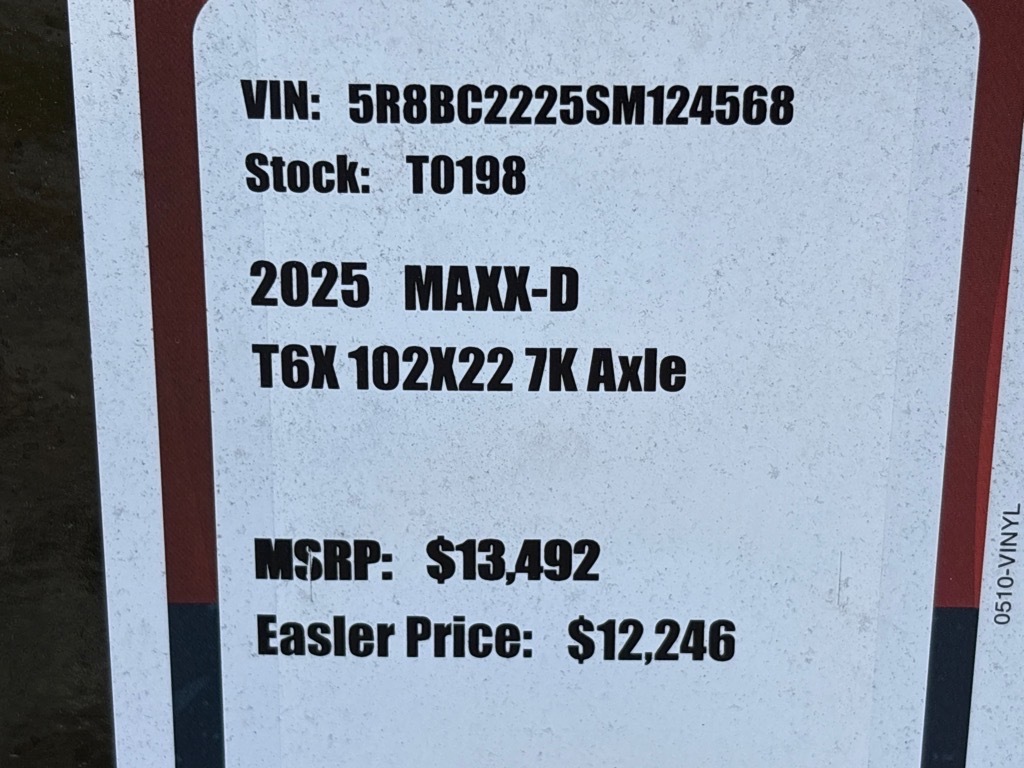 VIN: 5R8BC2225SM124568
Stock: T0198
2025 MAXX-D
T6X 102X22 7K Axle
MSRP: $13,492
Easler Price: $12,246
0510-VINYL